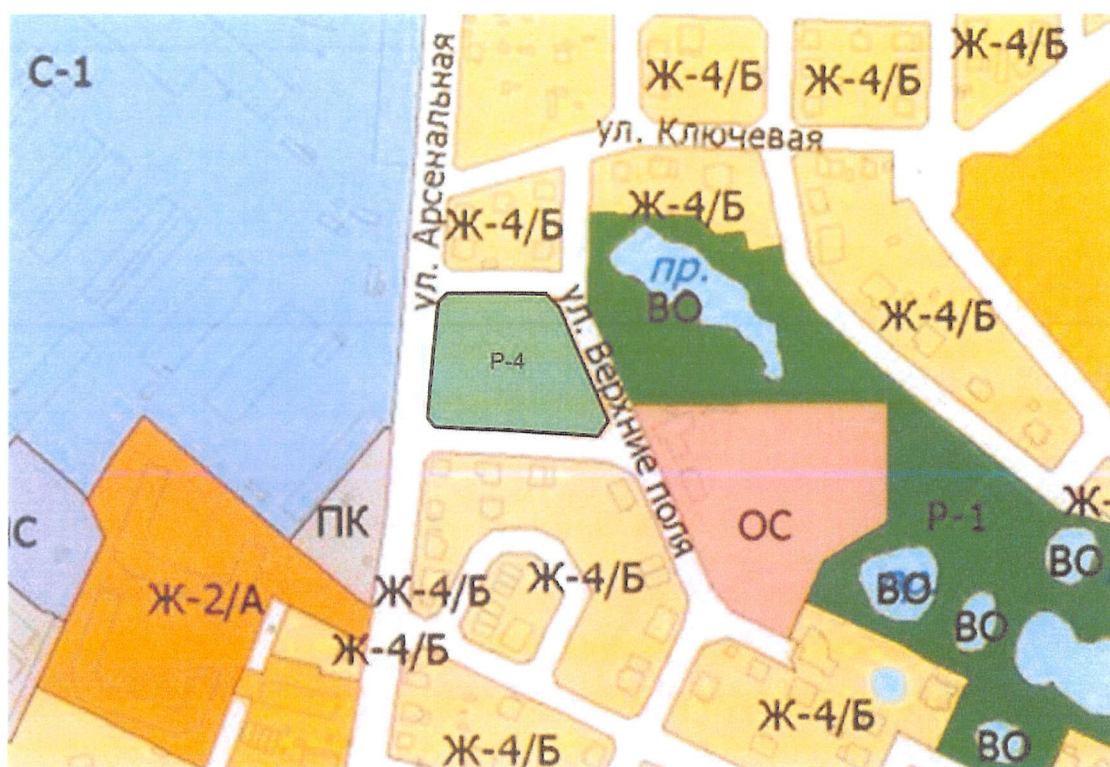 С-1
ул. Арсенальная
Ж-4/Б
Ж-4/Б
Ж-4/Б
ул. Ключевая
Ж-4/Б
Ж-4/Б
пр.
ВО
Ж-4/Б
ул. Верхние поля
Р-4
ПК
ОС
Р-1
Ж-2/А
Ж-4/Б
Ж-4/Б
ВО
ВО
ВО
Ж-4/Б
Ж-4/Б
Ж-4/Б
ВО